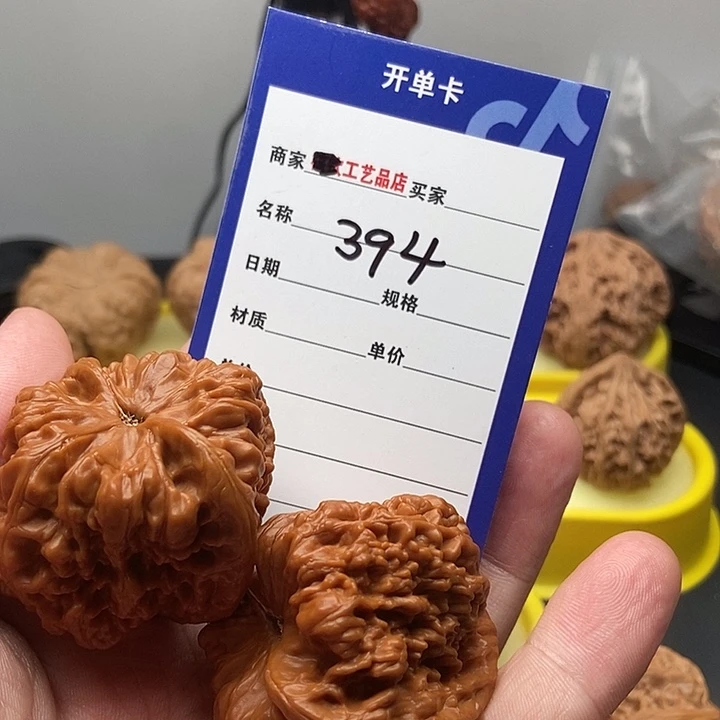 开单卡
商家 工艺品店 买家
名称 394
日期 规格
材质 单价